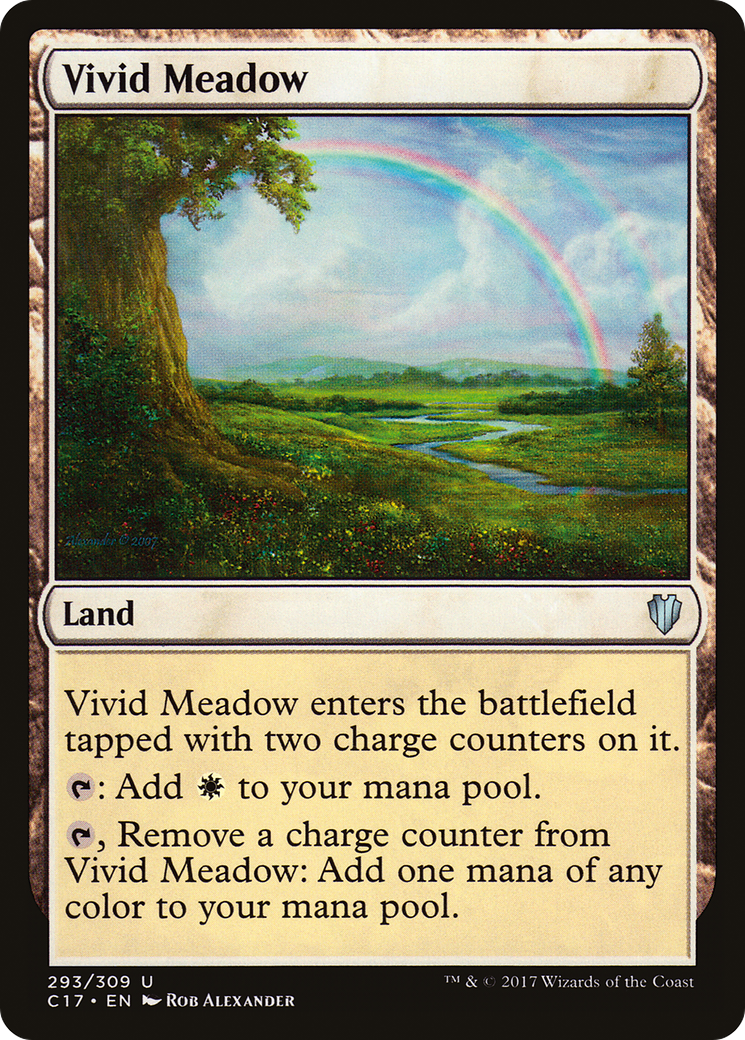 Vivid Meadow
Alexander © 2007
Land
Vivid Meadow enters the battlefield
tapped with two charge counters on it.
: Add to your mana pool.
, Remove a charge counter from
Vivid Meadow: Add one mana of any
color to your mana pool.
293/309 U
™ & © 2017 Wizards of the Coast
C17 • EN Rob Alexander